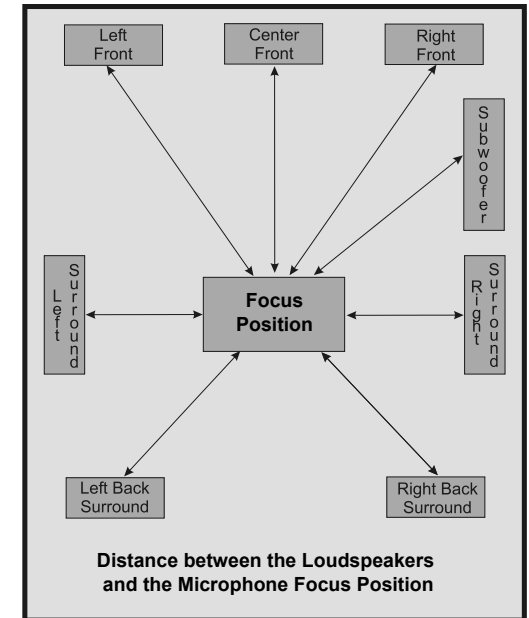 Left
Front
Center
Front
Right
Front
Subwoofer
Left
Surround
Focus
Position
Right
Surround
Left Back
Surround
Right Back
Surround
Distance between the Loudspeakers
and the Microphone Focus Position